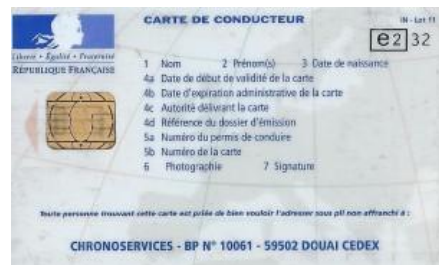 CARTE DE CONDUCTEUR
IN - Lot 11
e2 32
Liberté • Égalité • Fraternité
RÉPUBLIQUE FRANÇAISE
1 Nom 2 Prénom(s) 3 Date de naissance
4a Date de début de validité de la carte
4b Date d'expiration administrative de la carte
4c Autorité délivrant la carte
4d Référence du dossier d'émission
5a Numéro du permis de conduire
5b Numéro de la carte
6 Photographie 7 Signature
Toute personne trouvant cette carte est priée de bien vouloir l'adresser sous pli non affranchi à :
CHRONOSERVICES - BP N° 10061 - 59502 DOUAI CEDEX